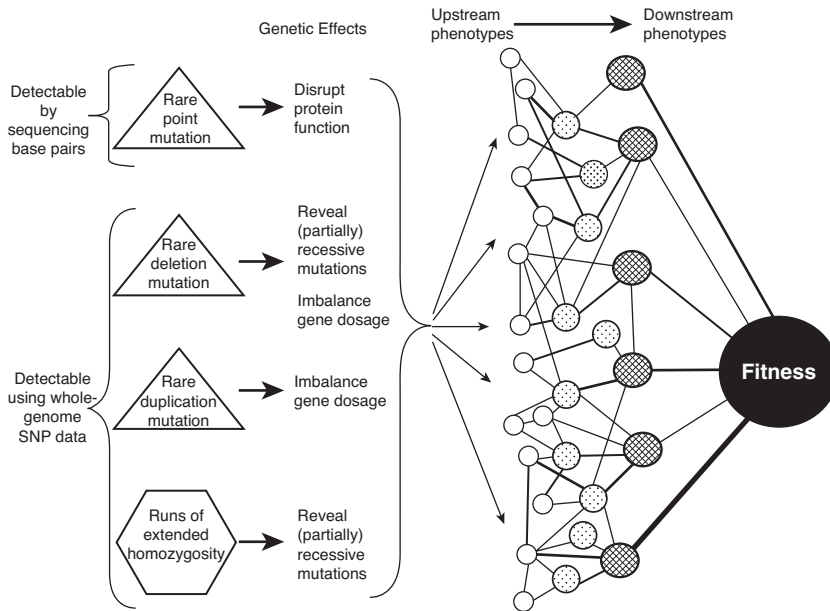 Genetic Effects
Upstream
phenotypes
Downstream
phenotypes
Detectable
by
sequencing
base pairs
Rare
point
mutation
Disrupt
protein
function
Rare
deletion
mutation
Reveal
(partially)
recessive
mutations
Imbalance
gene dosage
Detectable
using whole-
genome
SNP data
Rare
duplication
mutation
Imbalance
gene dosage
Runs of
extended
homozygosity
Reveal
(partially)
recessive
mutations
Fitness